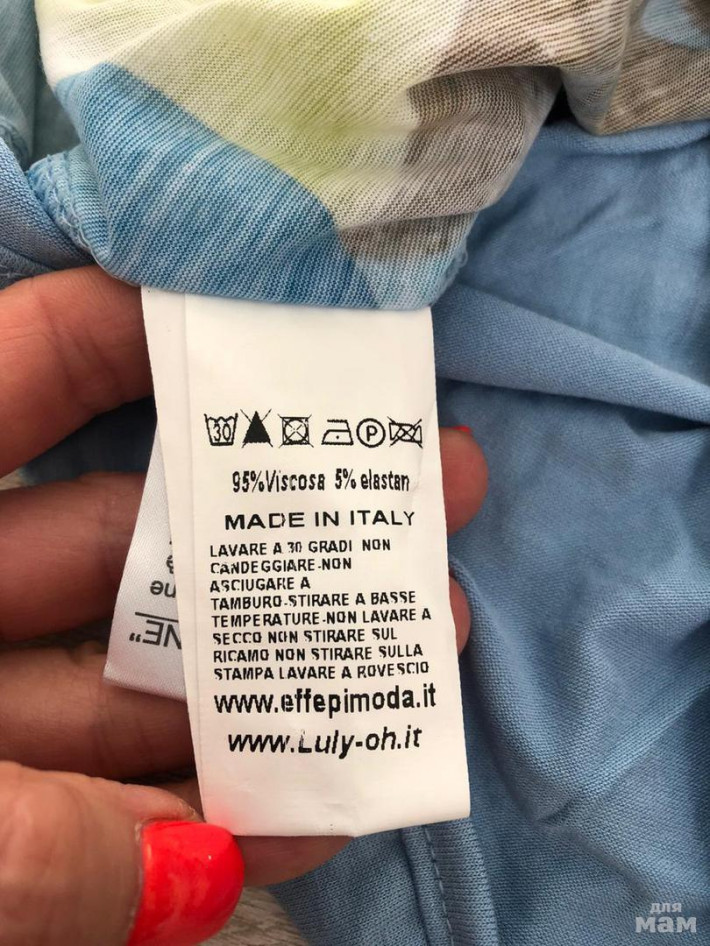 30
P
95%Viscosa 5% elastan
MADE IN ITALY
LAVARE A 30 GRADI NON
CANDEGGIARE-NON
ASCIUGARE A
TAMBURO-STIRARE A BASSE
TEMPERATURE-NON LAVARE A
SECCO NON STIRARE SUL
RICAMO NON STIRARE SULLA
STAMPA LAVARE A ROVESCIO
www.effepimoda.it
www.Luly-oh.it
для
мам